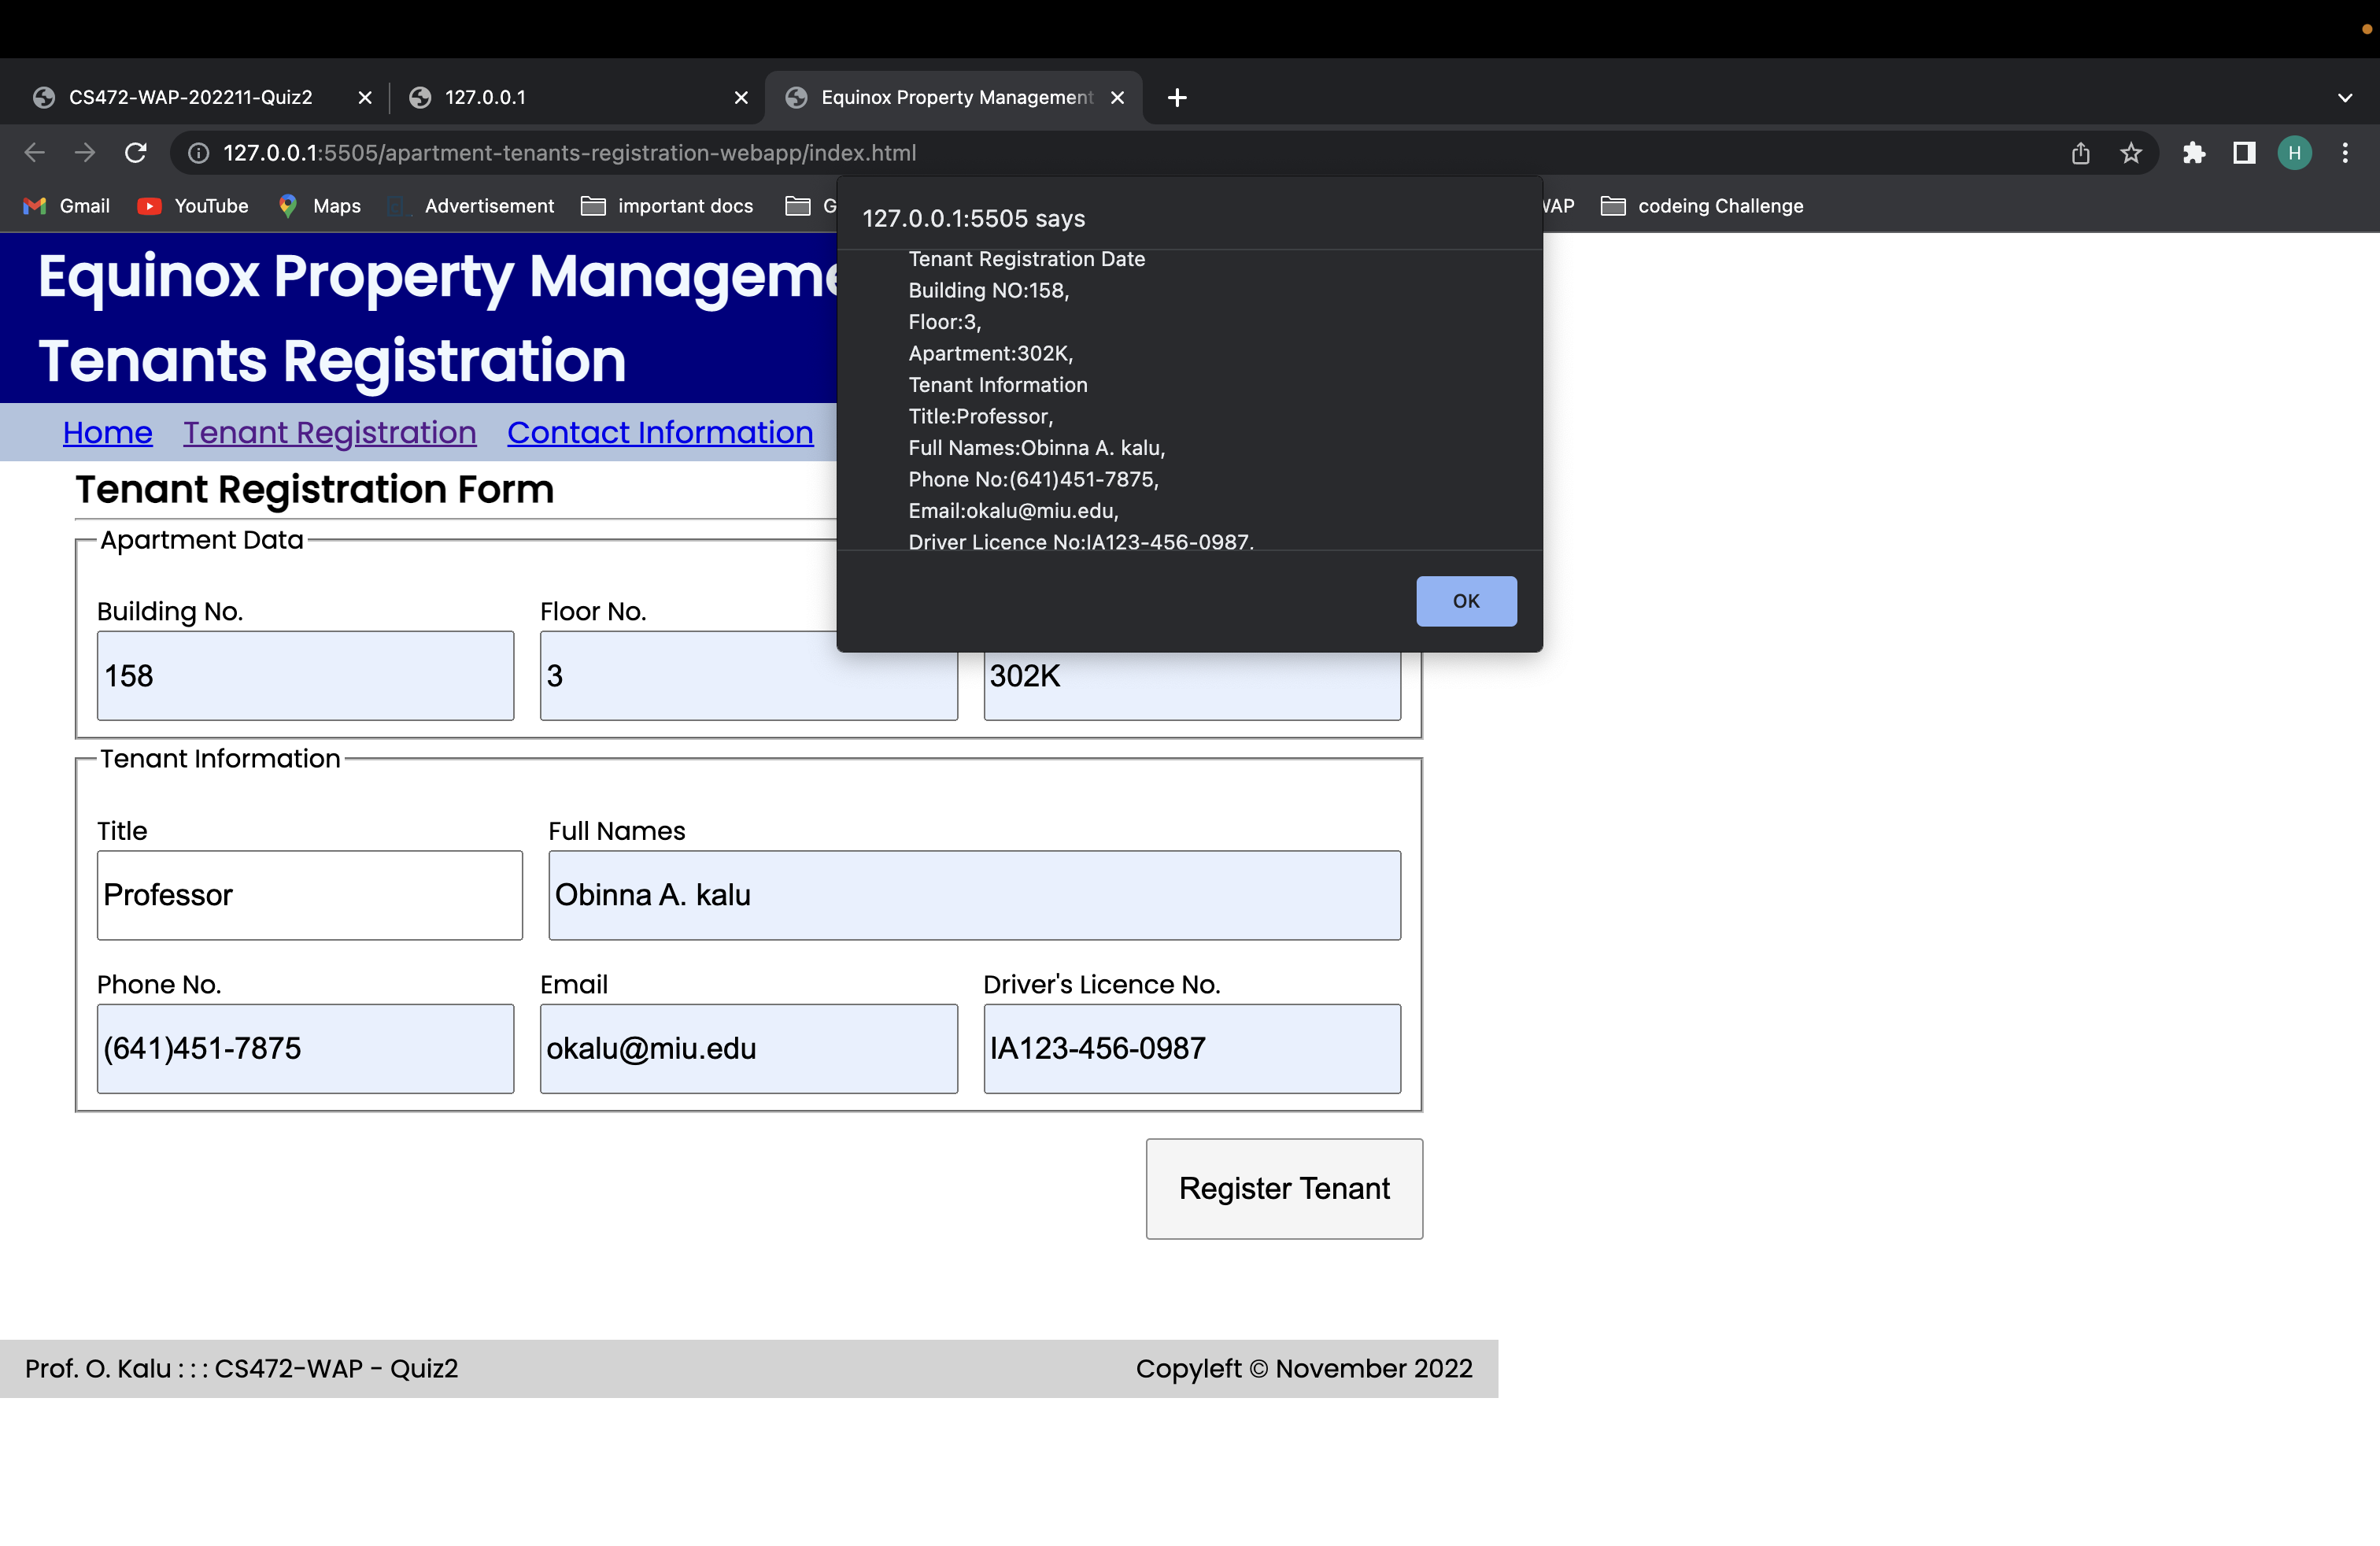 CS472-WAP-202211-Quiz2
127.0.0.1
Equinox Property Management
127.0.0.1:5505/apartment-tenants-registration-webapp/index.html
H
Gmail YouTube Maps Advertisement important docs G WAP codeing Challenge
127.0.0.1:5505 says
Tenant Registration Date
Building NO:158,
Floor:3,
Apartment:302K,
Tenant Information
Title:Professor,
Full Names:Obinna A. kalu,
Phone No:(641)451-7875,
Email:okalu@miu.edu,
Driver Licence No:IA123-456-0987,
OK
Equinox Property Manageme
Tenants Registration
Home Tenant Registration Contact Information
Tenant Registration Form
Apartment Data
Building No. Floor No.
158 3 302K
Tenant Information
Title Full Names
Professor Obinna A. kalu
Phone No. Email Driver's Licence No.
(641)451-7875 okalu@miu.edu IA123-456-0987
Register Tenant
Prof. O. Kalu : : : CS472-WAP - Quiz2 Copyleft © November 2022